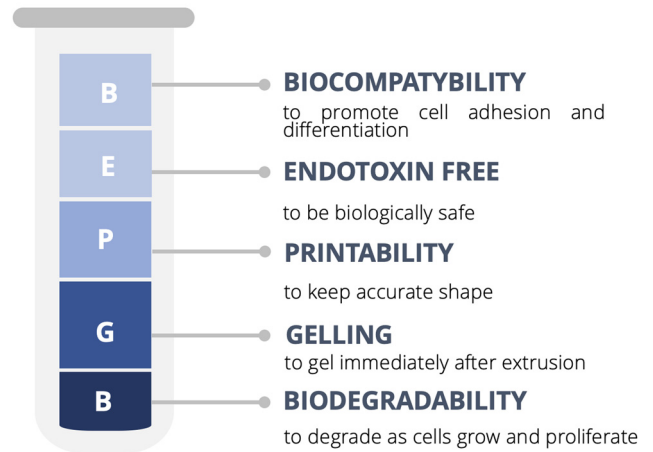 B
BIOCOMPATYBILITY
to promote cell adhesion and
differentiation
E
ENDOTOXIN FREE
to be biologically safe
P
PRINTABILITY
to keep accurate shape
G
GELLING
to gel immediately after extrusion
B
BIODEGRADABILITY
to degrade as cells grow and proliferate